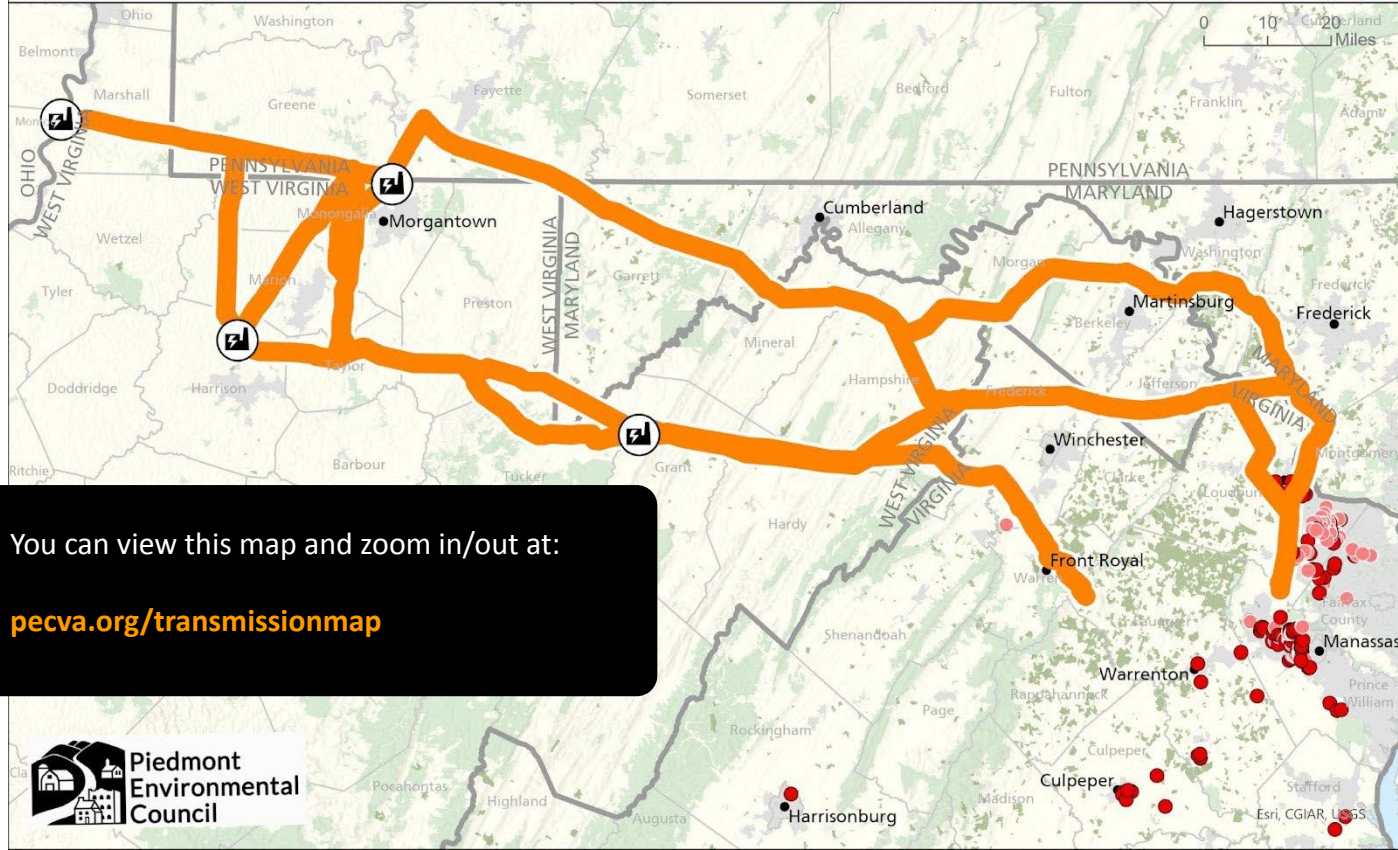 Ohio
Washington
0 10 20
Miles
Cumberland
Belmont
Marshall
Greene
Fayette
Somerset
Bedford
Fulton
Franklin
Adams
OHIO
WEST VIRGINIA
PENNSYLVANIA
WEST VIRGINIA
PENNSYLVANIA
MARYLAND
Monongalia
Morgantown
Cumberland
Allegany
Hagerstown
Washington
Wetzel
WEST VIRGINIA
MARYLAND
Garrett
Morgan
Tyler
Marion
Preston
Martinsburg
Berkeley
Frederick
Frederick
Mineral
Doddridge
Harrison
Taylor
Hampshire
Frederick
Jefferson
MARYLAND
VIRGINIA
Winchester
Ritchie
Barbour
Tucker
Grant
WEST VIRGINIA
VIRGINIA
Clarke
Loudoun
Montgomery
Hardy
You can view this map and zoom in/out at:
pecva.org/transmissionmap
Front Royal
Warren
Fauquier
Fairfax
County
Shenandoah
Manassas
Warrenton
Rappahannock
Prince
William
Page
Rockingham
Culpeper
Piedmont
Environmental
Council
Pocahontas
Highland
Augusta
Harrisonburg
Madison
Culpeper
Stafford
Esri, CGIAR, USGS